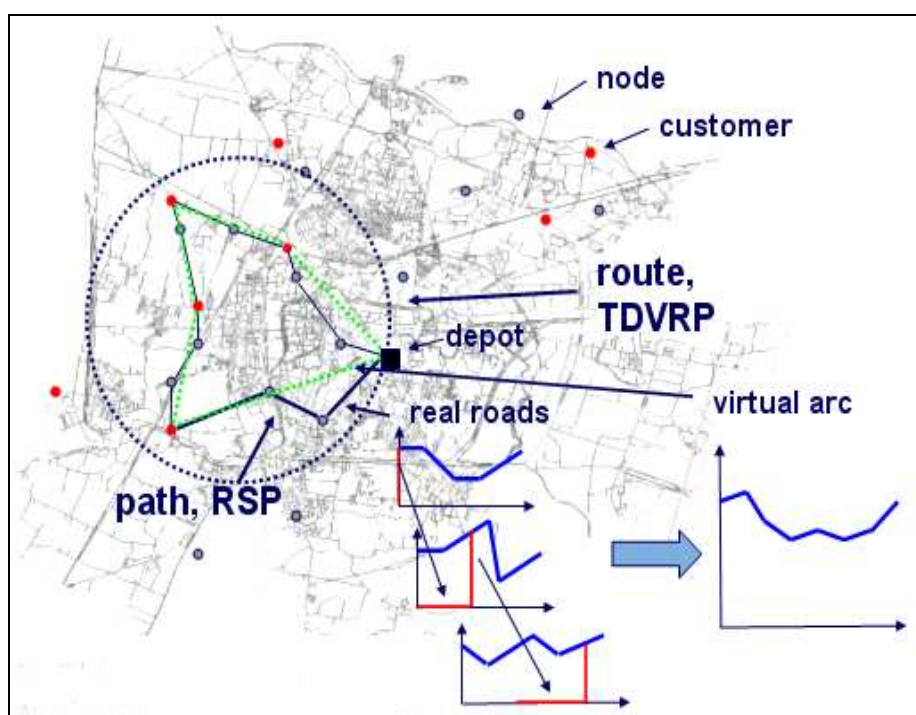 node
customer
route,
TDVRP
depot
real roads
virtual arc
path, RSP